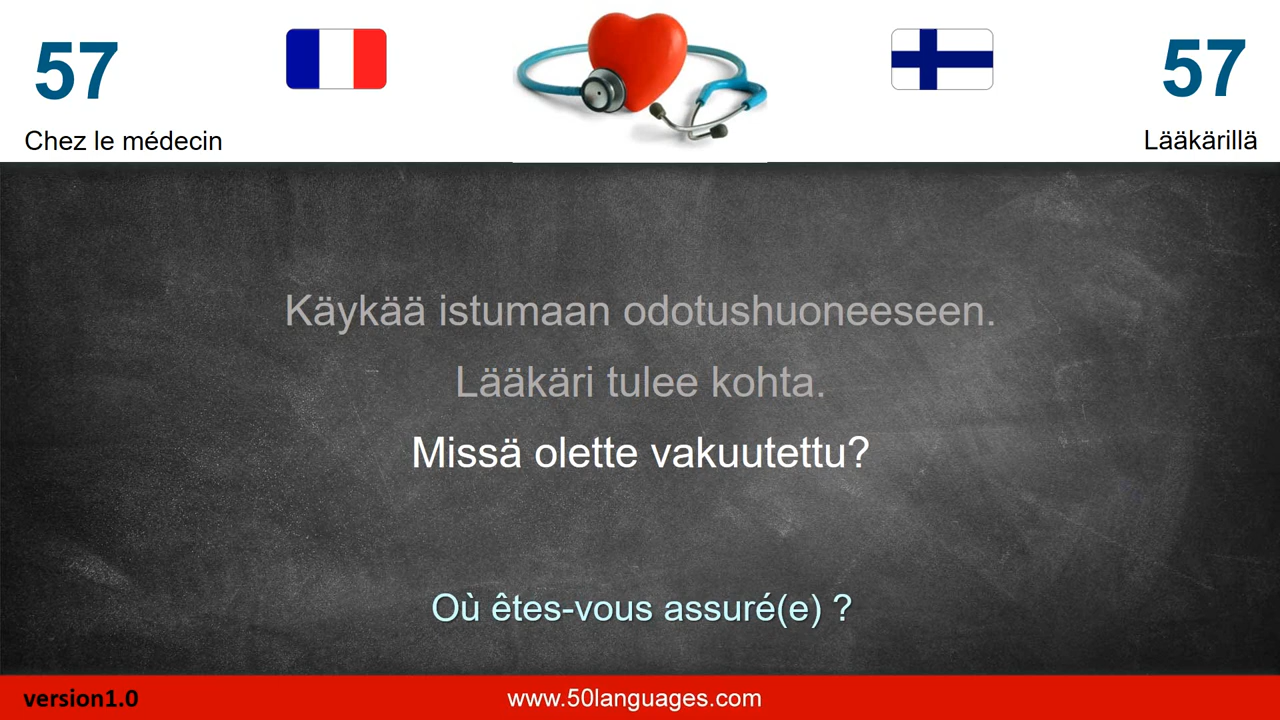 57
57
Chez le médecin
Lääkärillä
Käykää istumaan odotushuoneeseen.
Lääkäri tulee kohta.
Missä olette vakuutettu?
Où êtes-vous assuré(e) ?
version1.0
www.50languages.com